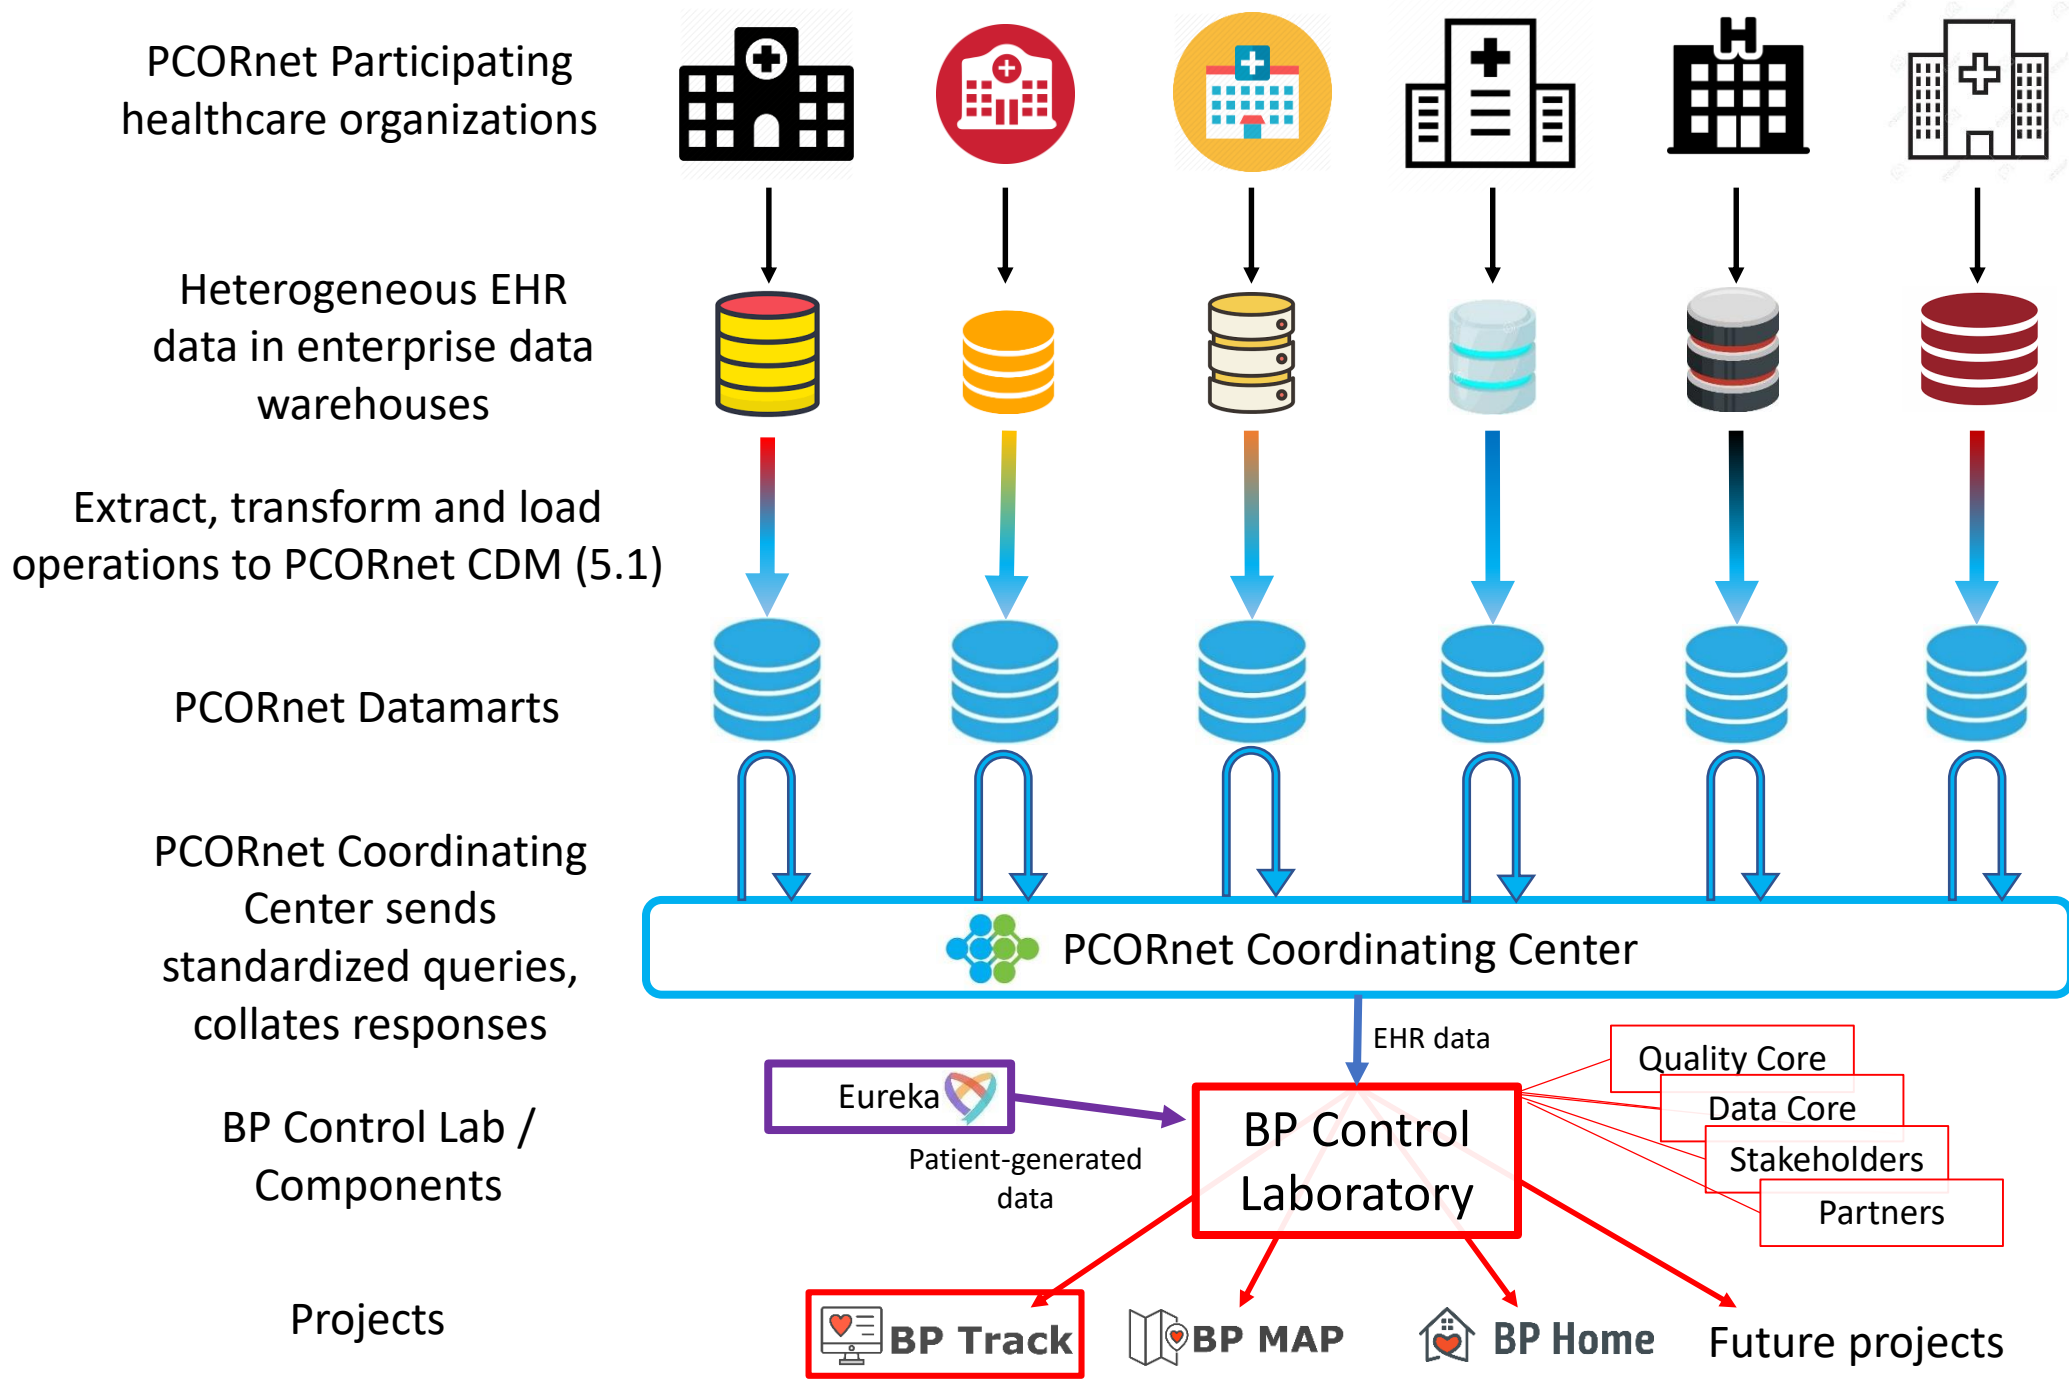 PCORnet Participating
healthcare organizations
H
Heterogeneous EHR
data in enterprise data
warehouses
Extract, transform and load
operations to PCORnet CDM (5.1)
PCORnet Datamarts
PCORnet Coordinating
Center sends
standardized queries,
collates responses
PCORnet Coordinating Center
EHR data
Eureka
Patient-generated
data
BP Control
Laboratory
Quality Core
Data Core
Stakeholders
Partners
BP Control Lab /
Components
Projects
BP Track
BP MAP
BP Home
Future projects